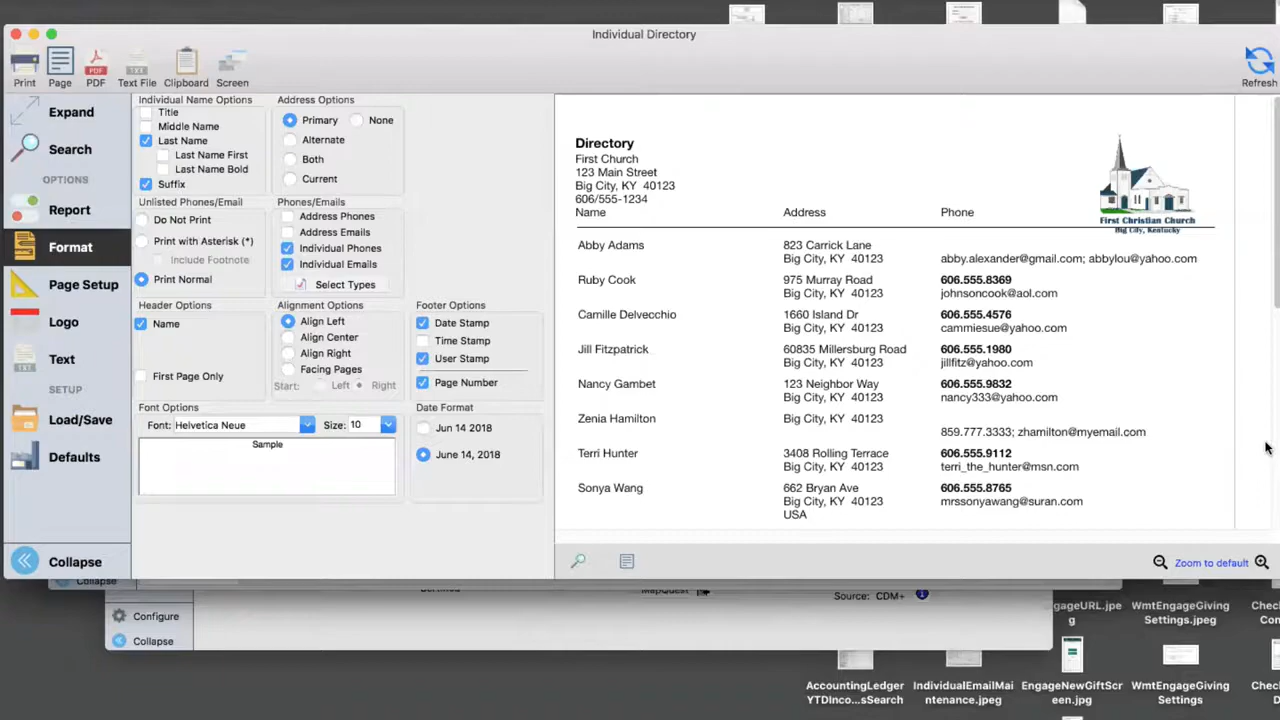 Individual Directory
Print Page PDF Text File Clipboard Screen Refresh
Expand
Search
OPTIONS
Report
Format
Page Setup
Logo
Text
SETUP
Load/Save
Defaults
Collapse
Individual Name Options
Title
Middle Name
Last Name
Last Name First
Last Name Bold
Suffix
Address Options
Primary None
Alternate
Both
Current
Unlisted Phones/Email
Do Not Print
Print with Asterisk (*)
Include Footnote
Print Normal
Phones/Emails
Address Phones
Address Emails
Individual Phones
Individual Emails
Select Types
Header Options
Name
First Page Only
Alignment Options
Align Left
Align Center
Align Right
Facing Pages
Start: Left Right
Footer Options
Date Stamp
Time Stamp
User Stamp
Page Number
Font Options
Font: Helvetica Neue Size: 10
Sample
Date Format
Jun 14 2018
June 14, 2018
Directory
First Church
123 Main Street
Big City, KY 40123
606/555-1234
First Christian Church
Big City, Kentucky
Name Address Phone
Abby Adams 823 Carrick Lane
Big City, KY 40123 abby.alexander@gmail.com; abbylou@yahoo.com
Ruby Cook 975 Murray Road 606.555.8369
Big City, KY 40123 johnsoncook@aol.com
Camille Delvecchio 1660 Island Dr 606.555.4576
Big City, KY 40123 cammiesue@yahoo.com
Jill Fitzpatrick 60835 Millersburg Road 606.555.1980
Big City, KY 40123 jillfitz@yahoo.com
Nancy Gambet 123 Neighbor Way 606.555.9832
Big City, KY 40123 nancy333@yahoo.com
Zenia Hamilton Big City, KY 40123
859.777.3333; zhamilton@myemail.com
Terri Hunter 3408 Rolling Terrace 606.555.9112
Big City, KY 40123 terri_the_hunter@msn.com
Sonya Wang 662 Bryan Ave 606.555.8765
Big City, KY 40123 mrssonyawang@suran.com
USA
Zoom to default
Collapse
MapQuest Source: CDM+
Configure
Collapse
gageURL.jpe
g
WmtEngageGiving
Settings.jpeg
AccountingLedger
YTDInco...sSearch
IndividualEmailMai
ntenance.jpeg
EngageNewGiftScr
een.jpg
WmtEngageGiving
Settings